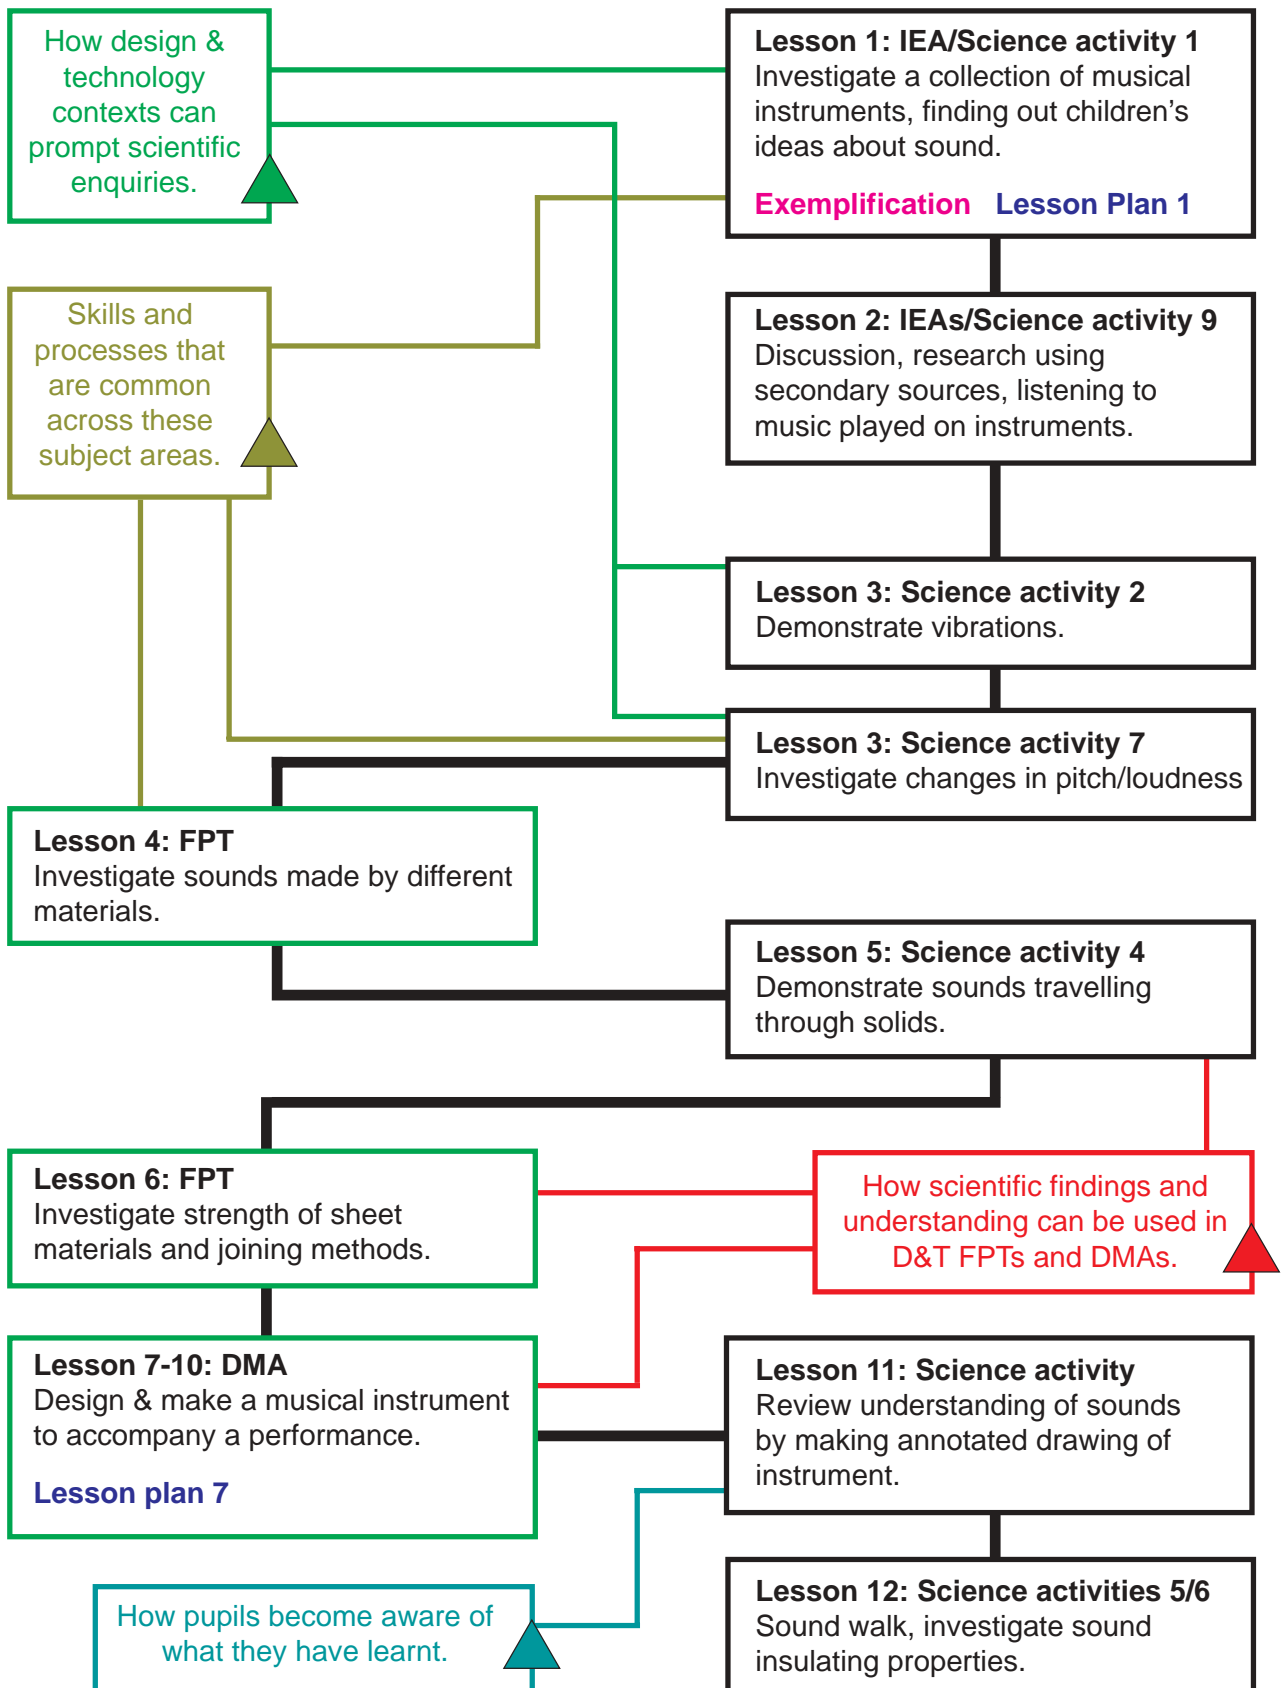 How design &
technology
contexts can
prompt scientific
enquiries.
Lesson 1: IEA/Science activity 1
Investigate a collection of musical
instruments, finding out children’s
ideas about sound.
Exemplification Lesson Plan 1
Skills and
processes that
are common
across these
subject areas.
Lesson 2: IEAs/Science activity 9
Discussion, research using
secondary sources, listening to
music played on instruments.
Lesson 3: Science activity 2
Demonstrate vibrations.
Lesson 3: Science activity 7
Investigate changes in pitch/loudness
Lesson 4: FPT
Investigate sounds made by different
materials.
Lesson 5: Science activity 4
Demonstrate sounds travelling
through solids.
Lesson 6: FPT
Investigate strength of sheet
materials and joining methods.
How scientific findings and
understanding can be used in
D&T FPTs and DMAs.
Lesson 7-10: DMA
Design & make a musical instrument
to accompany a performance.
Lesson plan 7
Lesson 11: Science activity
Review understanding of sounds
by making annotated drawing of
instrument.
How pupils become aware of
what they have learnt.
Lesson 12: Science activities 5/6
Sound walk, investigate sound
insulating properties.